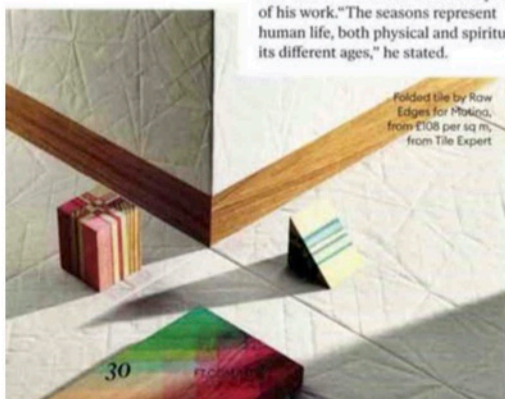 of his work. “The seasons represent
human life, both physical and
its different ages,” he stated.
Folded tile by Raw
Edges for Mutina,
from £108 per sq m,
from Tile Expert
30